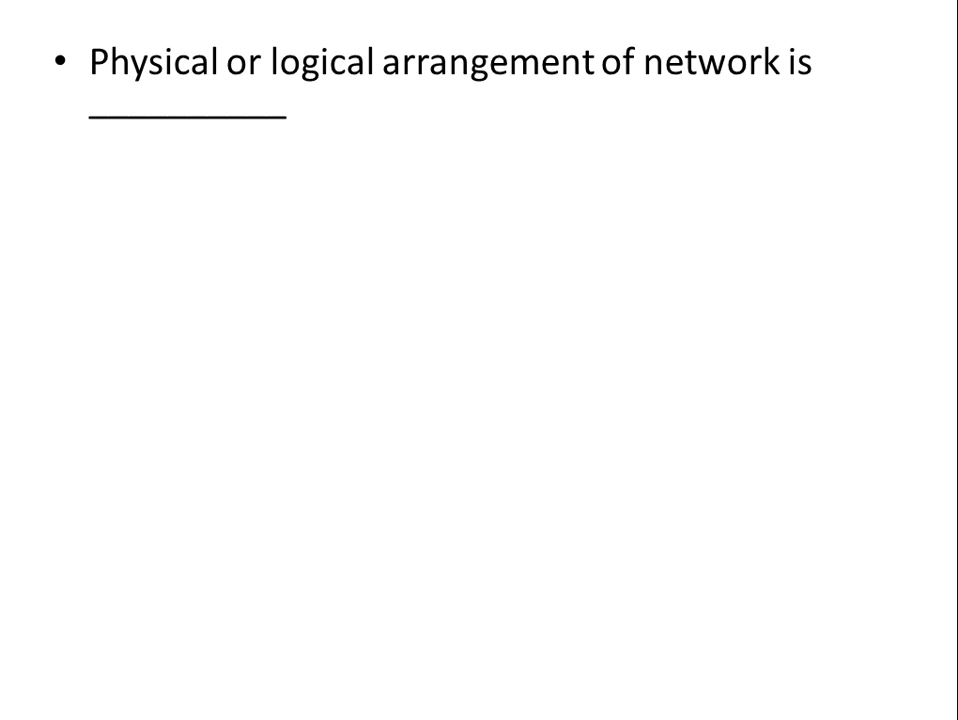 • Physical or logical arrangement of network is
__________